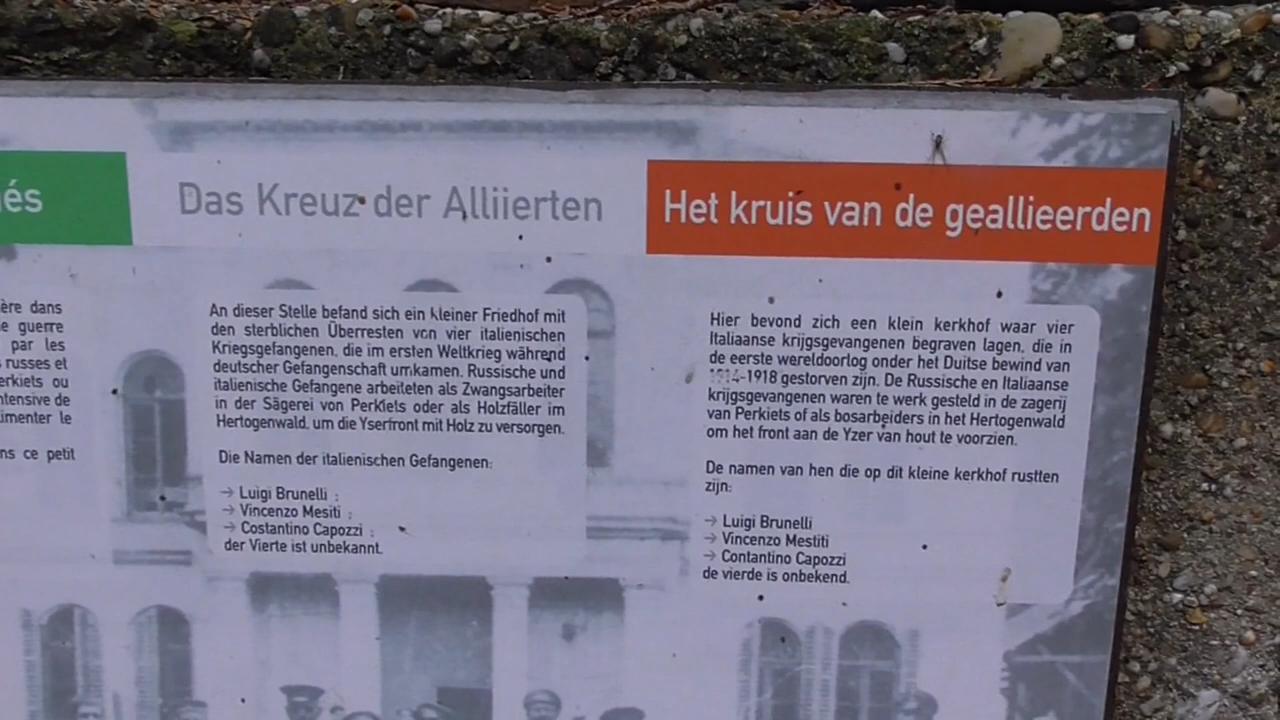 és
Das Kreuz der Alliierten
Het kruis van de geallieerden
ère dans
e guerre
par les
russes et
erkiets ou
ntensive de
imenter le
ns ce petit
An dieser Stelle befand sich ein kleiner Friedhof mit
den sterblichen Überresten von vier italienischen
Kriegsgefangenen, die im ersten Weltkrieg während
deutscher Gefangenschaft umkamen. Russische und
italienische Gefangene arbeiteten als Zwangsarbeiter
in der Sägerei von Perkiets oder als Holzfäller im
Hertogenwald, um die Yserfront mit Holz zu versorgen.
Die Namen der italienischen Gefangenen:
→ Luigi Brunelli ;
→ Vincenzo Mesiti ;
→ Costantino Capozzi ;
der Vierte ist unbekannt.
Hier bevond zich een klein kerkhof waar vier
Italiaanse krijgsgevangenen begraven lagen, die in
de eerste wereldoorlog onder het Duitse bewind van
1914-1918 gestorven zijn. De Russische en Italiaanse
krijgsgevangenen waren te werk gesteld in de zagerij
van Perkiets of als bosarbeiders in het Hertogenwald
om het front aan de Yzer van hout te voorzien.
De namen van hen die op dit kleine kerkhof rustten
zijn:
→ Luigi Brunelli
→ Vincenzo Mestiti
→ Contantino Capozzi
de vierde is onbekend.